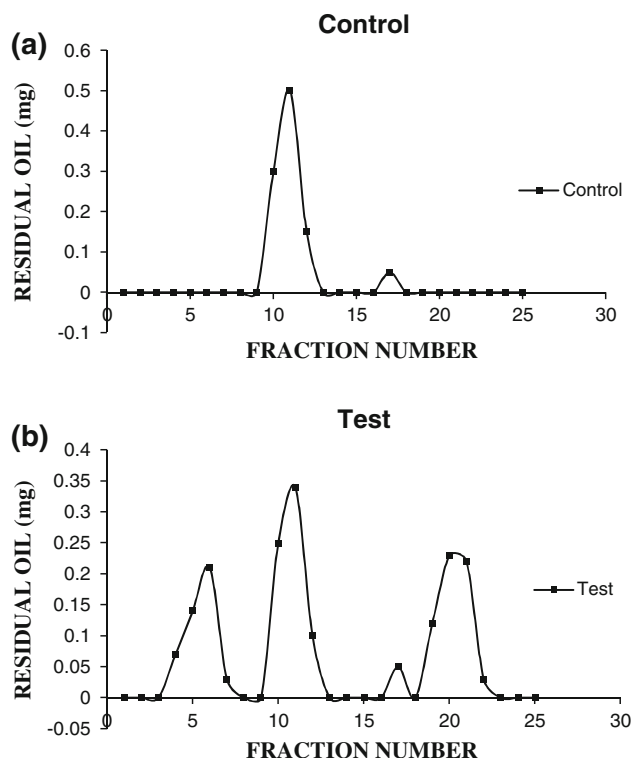 (a)
Control
RESIDUAL OIL (mg)
0.6
0.5
0.4
0.3
0.2
0.1
0
-0.1
0 5 10 15 20 25 30
FRACTION NUMBER
Control
(b)
Test
RESIDUAL OIL (mg)
0.4
0.35
0.3
0.25
0.2
0.15
0.1
0.05
0
-0.05
0 5 10 15 20 25 30
FRACTION NUMBER
Test